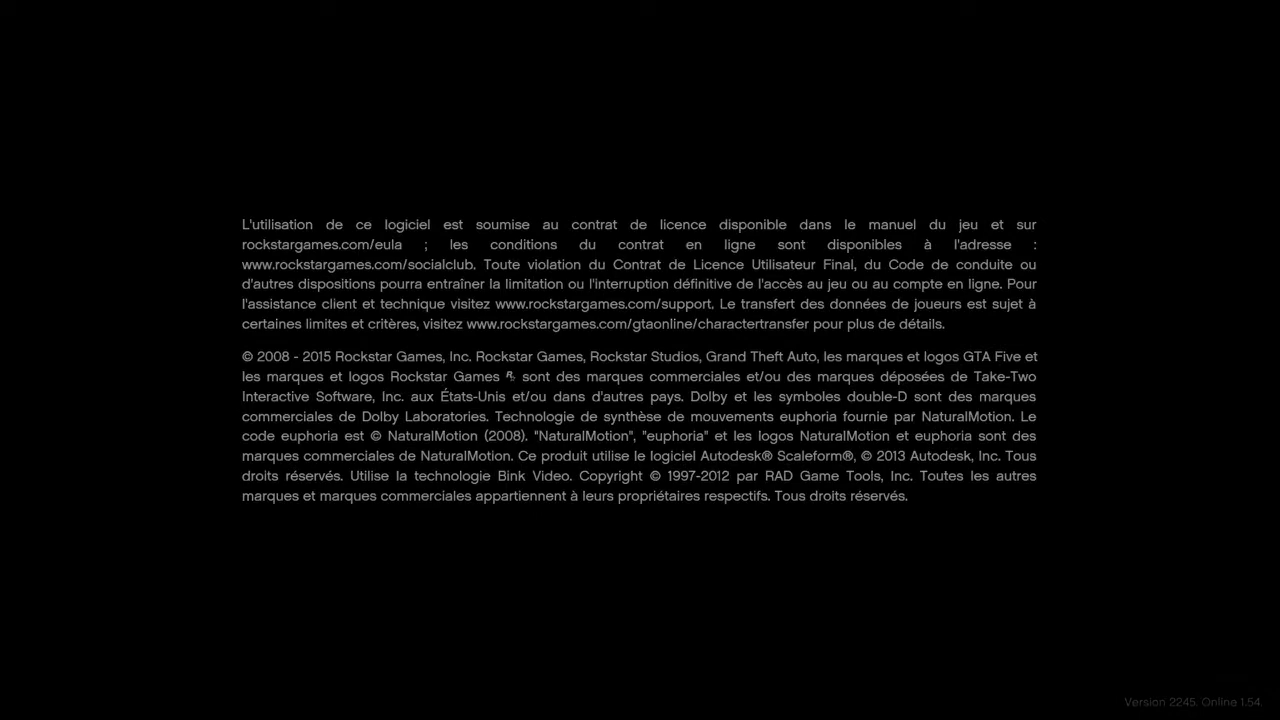 L'utilisation de ce logiciel est soumise au contrat de licence disponible dans le manuel du jeu et sur
rockstargames.com/eula ; les conditions du contrat en ligne sont disponibles à l'adresse :
www.rockstargames.com/socialclub. Toute violation du Contrat de Licence Utilisateur Final, du Code de conduite ou
d'autres dispositions pourra entraîner la limitation ou l'interruption définitive de l'accès au jeu ou au compte en ligne. Pour
l'assistance client et technique visitez www.rockstargames.com/support. Le transfert des données de joueurs est sujet à
certaines limites et critères, visitez www.rockstargames.com/gtaonline/charactertransfer pour plus de détails.
© 2008 - 2015 Rockstar Games, Inc. Rockstar Games, Rockstar Studios, Grand Theft Auto, les marques et logos GTA Five et
les marques et logos Rockstar Games R* sont des marques commerciales et/ou des marques déposées de Take-Two
Interactive Software, Inc. aux États-Unis et/ou dans d'autres pays. Dolby et les symboles double-D sont des marques
commerciales de Dolby Laboratories. Technologie de synthèse de mouvements euphoria fournie par NaturalMotion. Le
code euphoria est © NaturalMotion (2008). "NaturalMotion", "euphoria" et les logos NaturalMotion et euphoria sont des
marques commerciales de NaturalMotion. Ce produit utilise le logiciel Autodesk® Scaleform®, © 2013 Autodesk, Inc. Tous
droits réservés. Utilise la technologie Bink Video. Copyright © 1997-2012 par RAD Game Tools, Inc. Toutes les autres
marques et marques commerciales appartiennent à leurs propriétaires respectifs. Tous droits réservés.
Version 2245. Online 1.54.